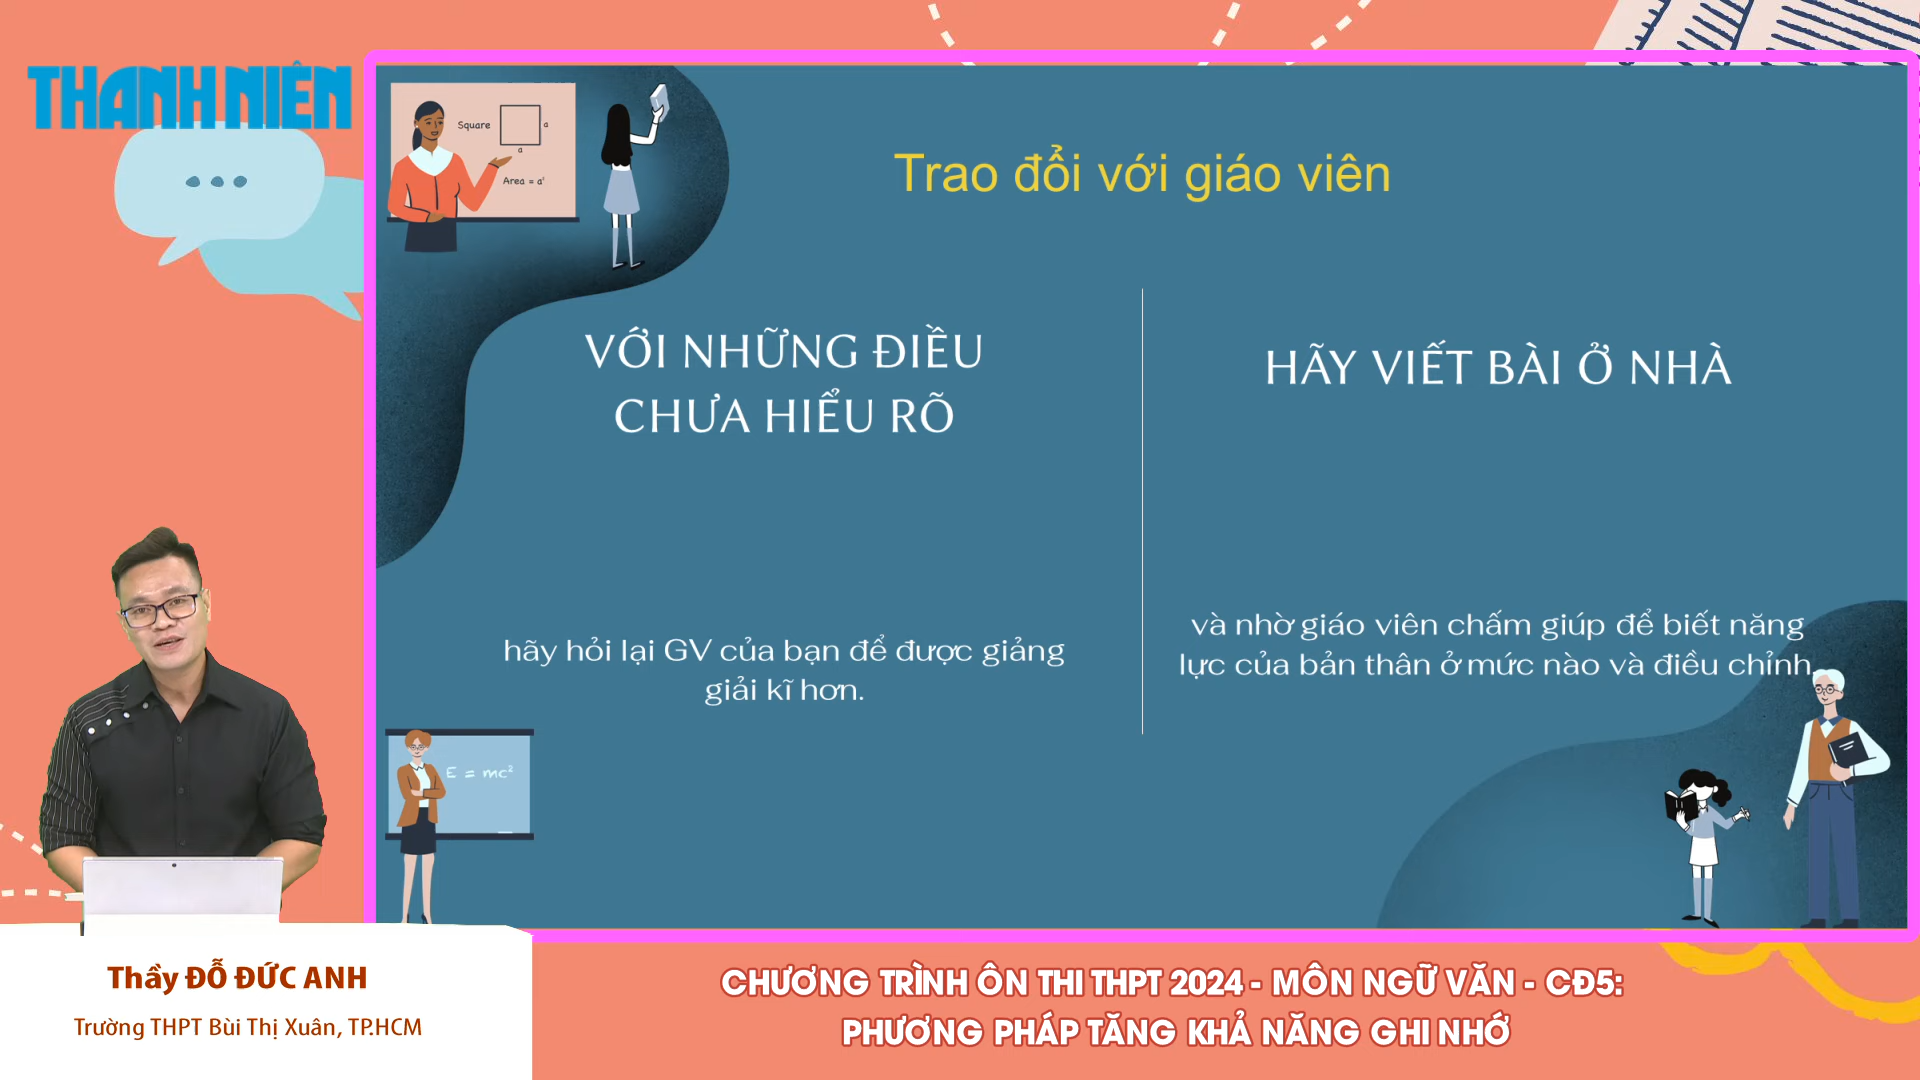 THANH NIÊN
Square
a
a
Area = a²
Trao đổi với giáo viên
VỚI NHỮNG ĐIỀU
CHƯA HIỂU RÕ
hãy hỏi lại GV của bạn để được giảng
giải kĩ hơn.
HÃY VIẾT BÀI Ở NHÀ
và nhờ giáo viên chấm giúp để biết năng
lực của bản thân ở mức nào và điều chỉnh.
E = mc²
Thầy ĐỖ ĐỨC ANH
Trường THPT Bùi Thị Xuân, TP.HCM
CHƯƠNG TRÌNH ÔN THI THPT 2024 - MÔN NGỮ VĂN - CĐ5:
PHƯƠNG PHÁP TĂNG KHẢ NĂNG GHI NHỚ